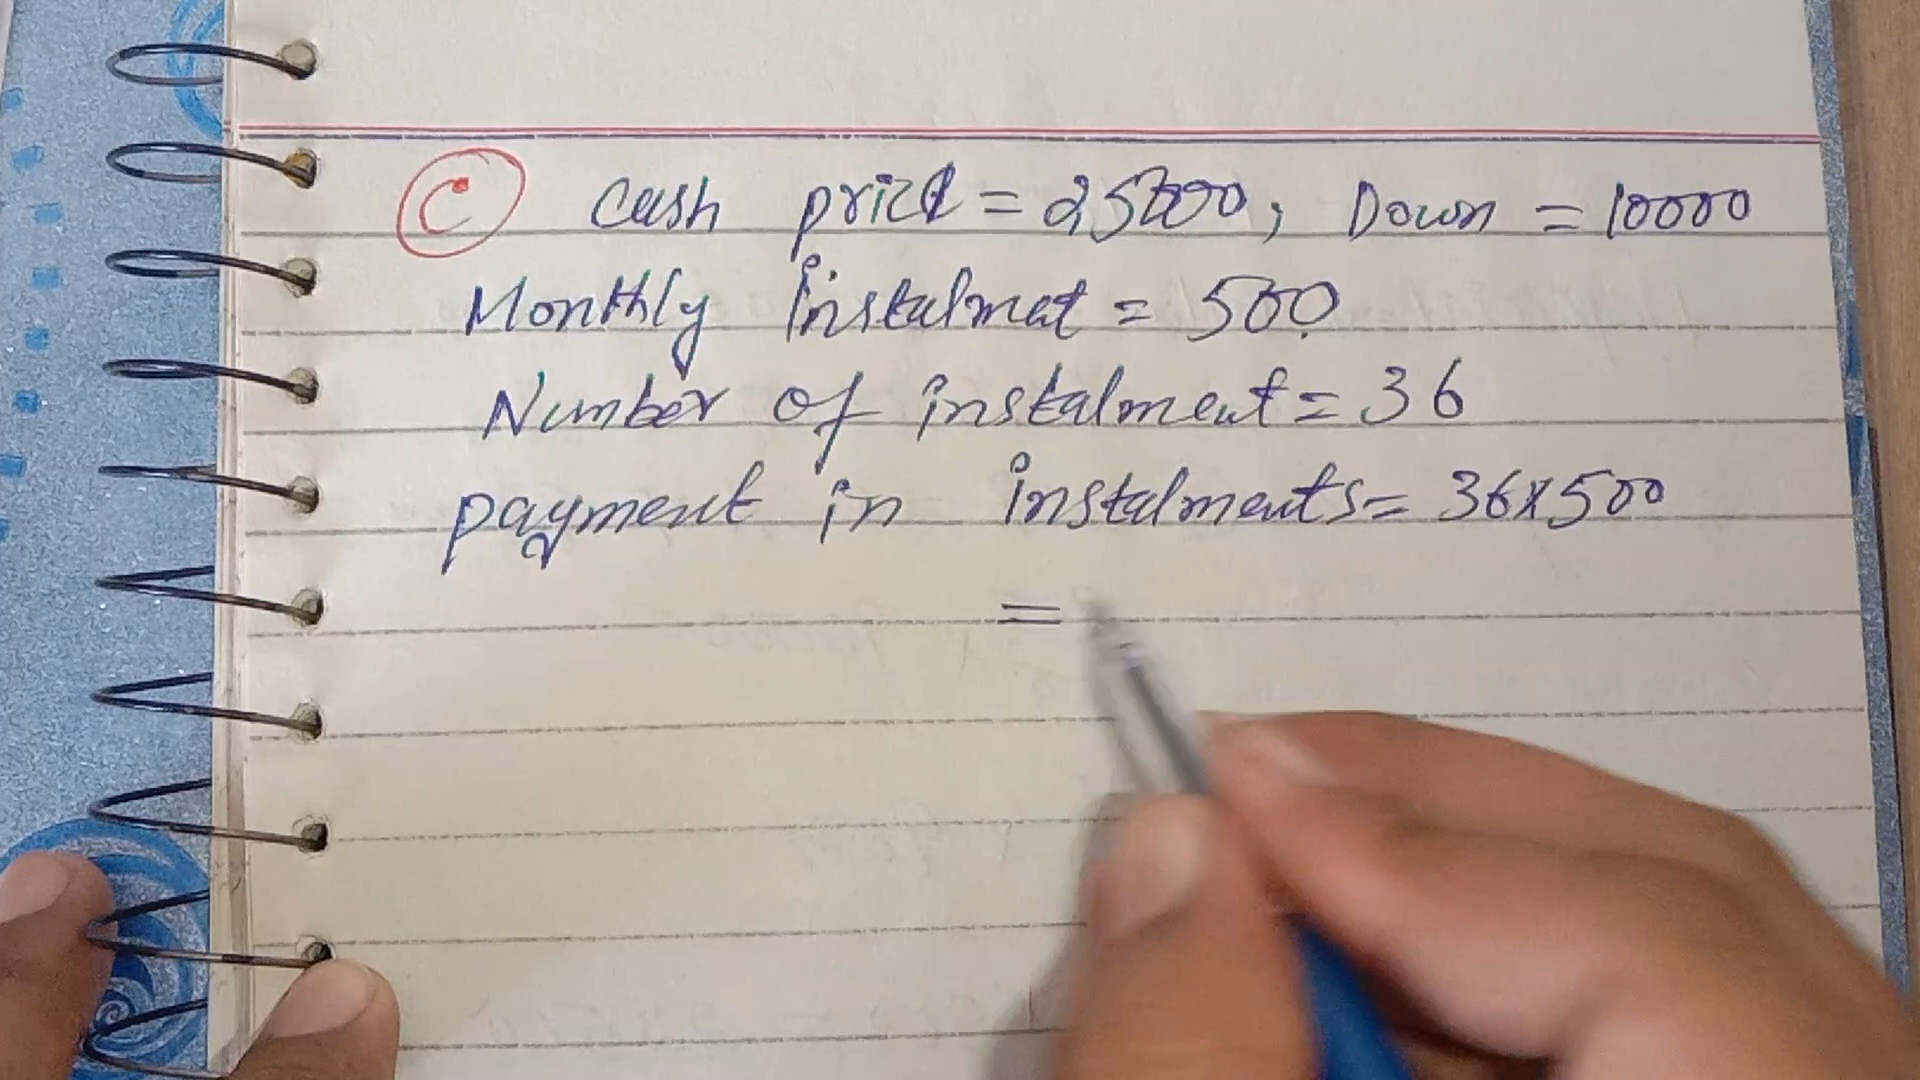 C Cash price = 25000, Down = 10000
Monthly instalmet = 500
Number of instalment = 36
payment in instalments = 36x500
=